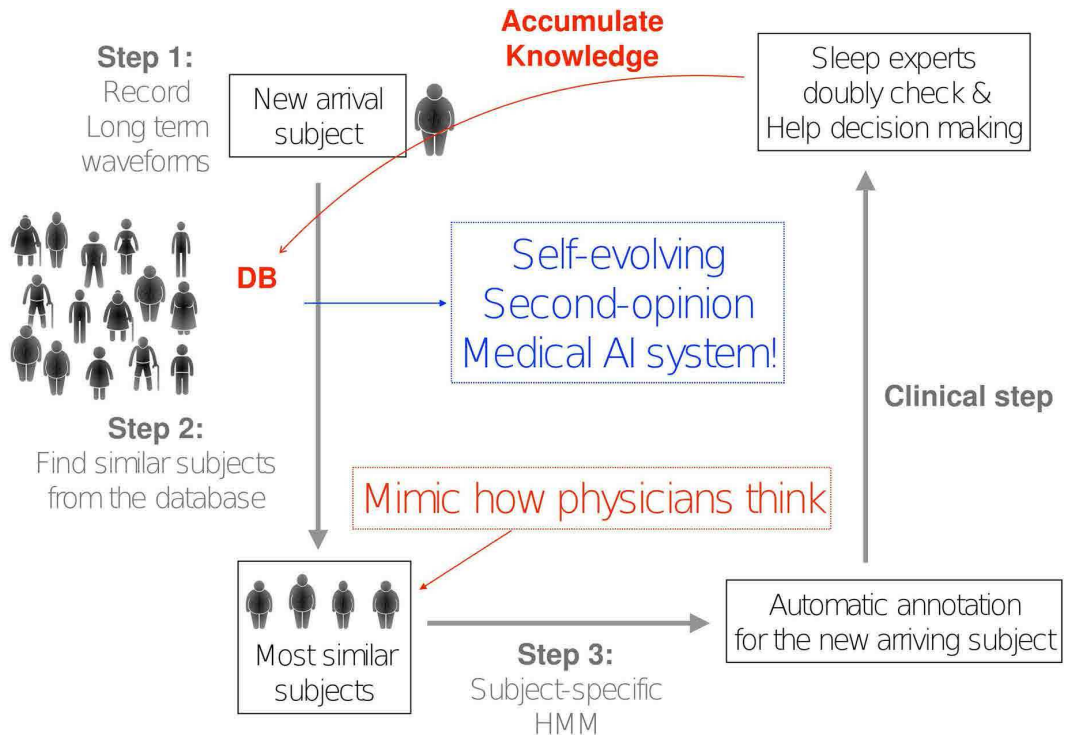 Step 1:
Record
Long term
waveforms
New arrival
subject
Accumulate
Knowledge
Sleep experts
doubly check &
Help decision making
DB
Self-evolving
Second-opinion
Medical AI system!
Clinical step
Step 2:
Find similar subjects
from the database
Mimic how physicians think
Most similar
subjects
Step 3:
Subject-specific
HMM
Automatic annotation
for the new arriving subject